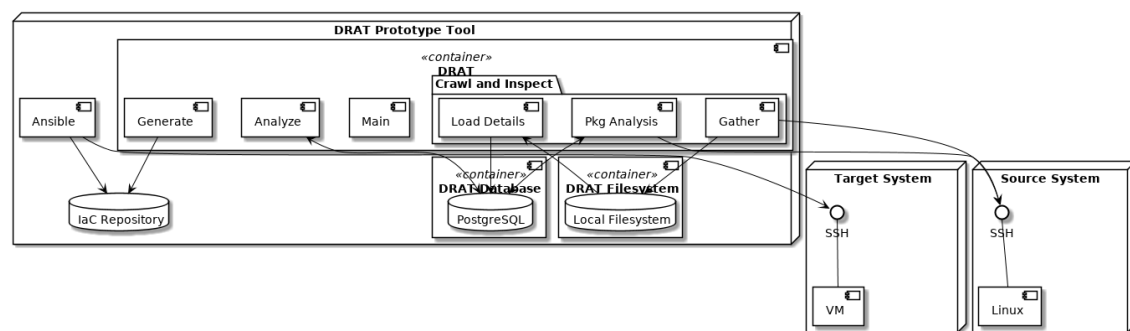 DRAT Prototype Tool
«container»
DRAT
Crawl and Inspect
Ansible
Generate
Analyze
Main
Load Details
Pkg Analysis
Gather
«container»
DRAT Database
«container»
DRAT Filesystem
Target System
Source System
IaC Repository
PostgreSQL
Local Filesystem
SSH
SSH
VM
Linux